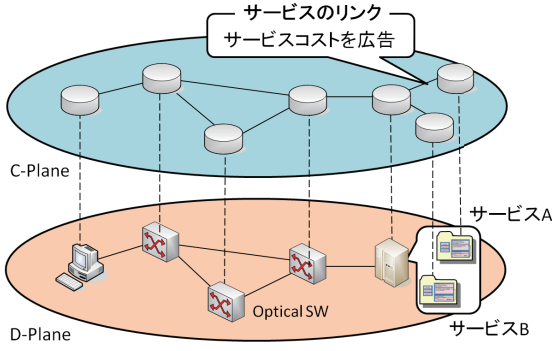 サービスのリンク
サービスコストを広告
C-Plane
サービスA
Optical SW
サービスB
D-Plane